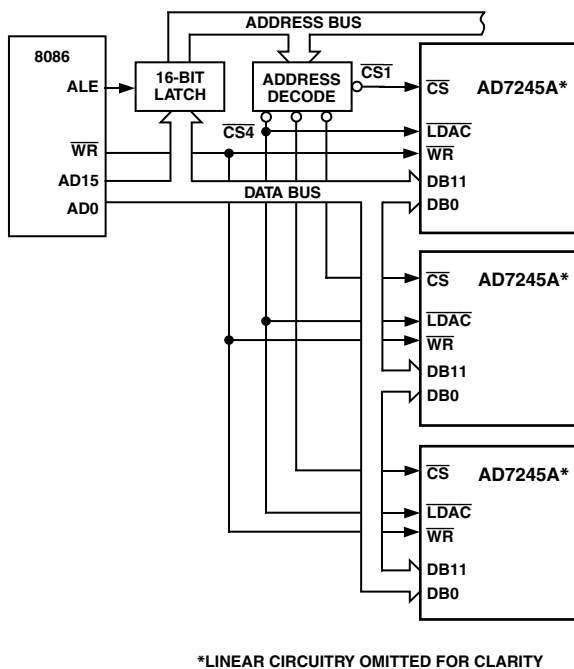 ADDRESS BUS
8086
ALE
16-BIT
LATCH
ADDRESS
DECODE
CS1
CS
AD7245A*
CS4
LDAC
WR
WR
AD15
DB11
DATA BUS
AD0
DB0
CS
AD7245A*
LDAC
WR
DB11
DB0
CS
AD7245A*
LDAC
WR
DB11
DB0
*LINEAR CIRCUITRY OMITTED FOR CLARITY